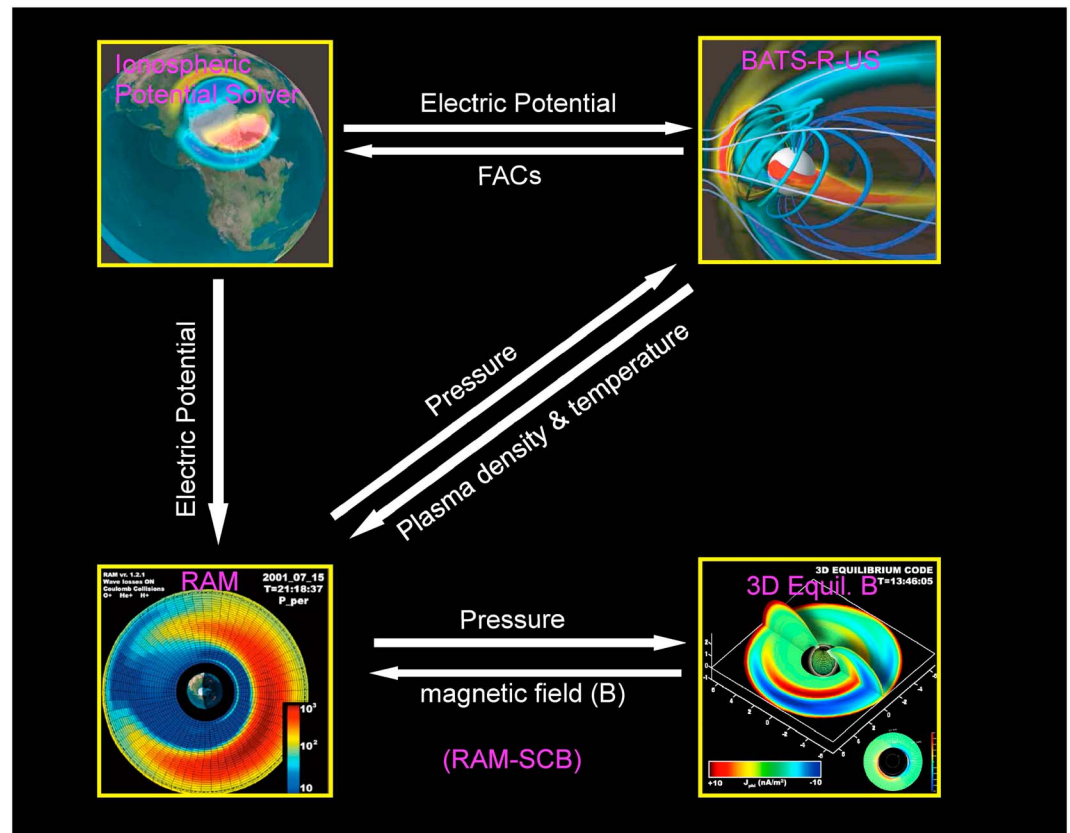 Ionospheric
Potential Solver
BATS-R-US
Electric Potential
FACs
Electric Potential
Pressure
Plasma density & temperature
RAM vr. 1.2.1
Wave losses ON
Coulomb Collisions
O+ He+ H+
RAM
2001_07_15
T=21:18:37
P_per
10³
10²
10
Pressure
magnetic field (B)
(RAM-SCB)
3D EQUILIBRIUM CODE
T=13:46:05
3D Equil. B
+10
(nA/m²)
-10